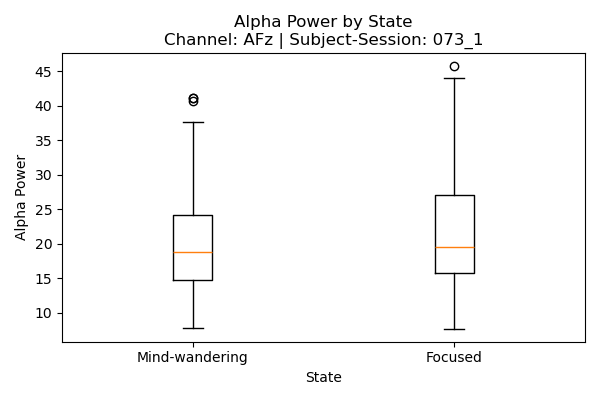 Alpha Power by State
Channel: AFz | Subject-Session: 073_1
45
40
35
30
25
20
15
10
Alpha Power
Mind-wandering
Focused
State